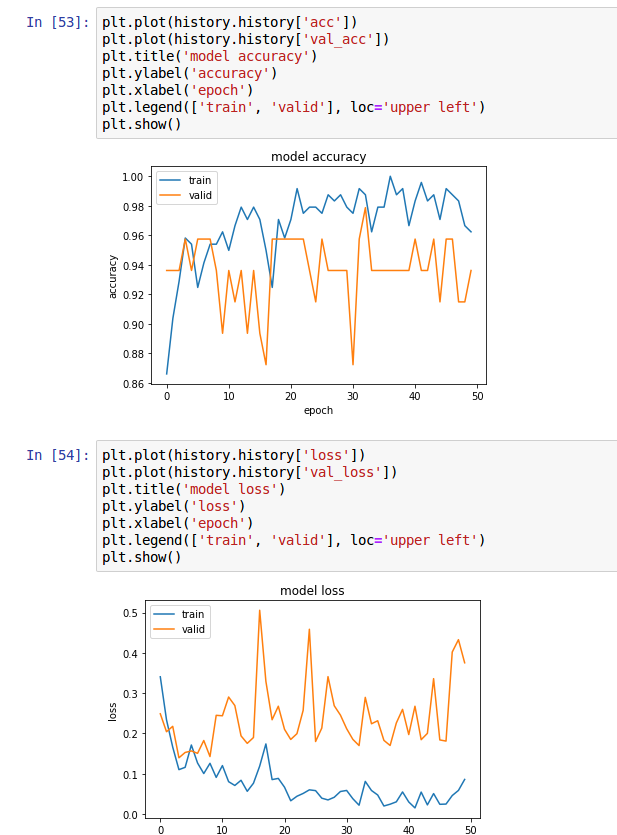 In [53]: plt.plot(history.history['acc'])
plt.plot(history.history['val_acc'])
plt.title('model accuracy')
plt.ylabel('accuracy')
plt.xlabel('epoch')
plt.legend(['train', 'valid'], loc='upper left')
plt.show()
model accuracy
train
valid
1.00
0.98
0.96
0.94
0.92
0.90
0.88
0.86
accuracy
0 10 20 30 40 50
epoch
In [54]: plt.plot(history.history['loss'])
plt.plot(history.history['val_loss'])
plt.title('model loss')
plt.ylabel('loss')
plt.xlabel('epoch')
plt.legend(['train', 'valid'], loc='upper left')
plt.show()
model loss
train
valid
0.5
0.4
0.3
0.2
0.1
0.0
loss
0 10 20 30 40 50